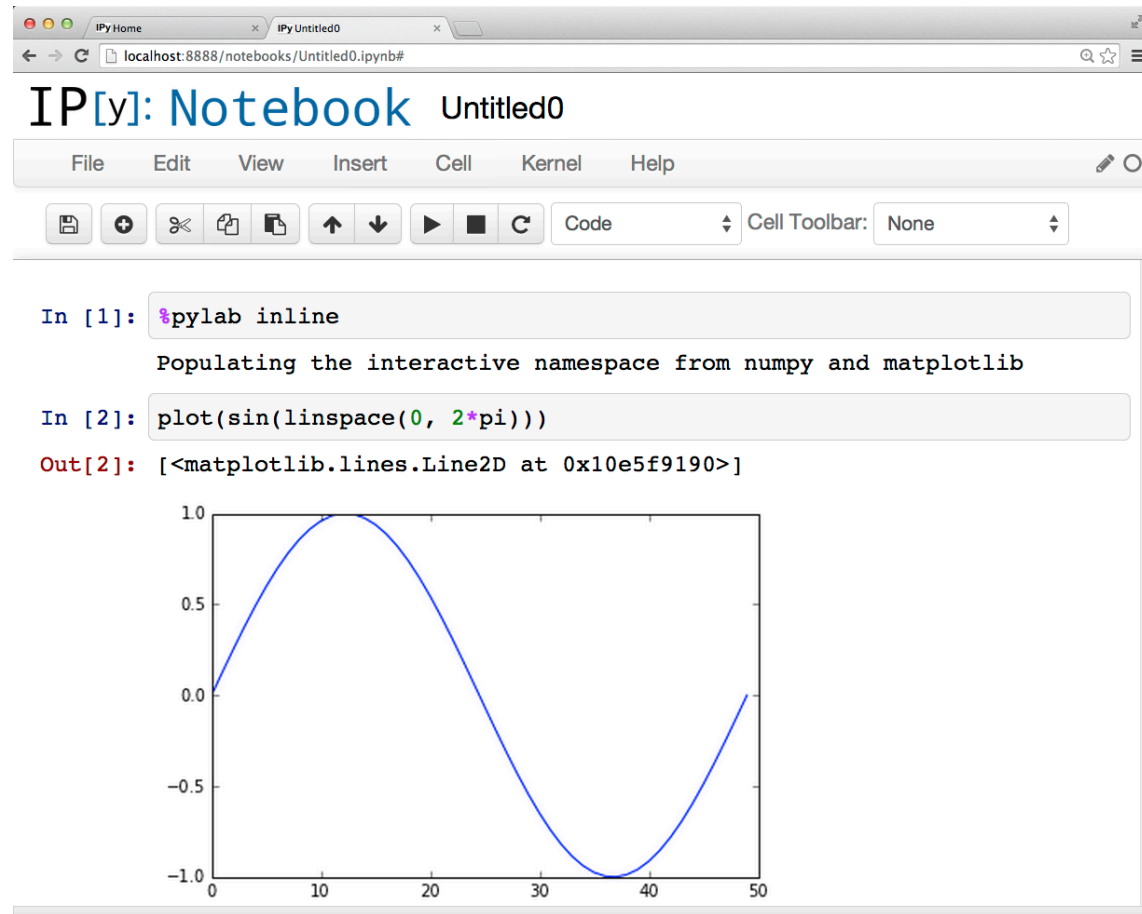 IPy Home IPy Untitled0
localhost:8888/notebooks/Untitled0.ipynb#
IP[y]: Notebook Untitled0
File Edit View Insert Cell Kernel Help
Code Cell Toolbar: None
In [1]: %pylab inline
Populating the interactive namespace from numpy and matplotlib
In [2]: plot(sin(linspace(0, 2*pi)))
Out[2]: [<matplotlib.lines.Line2D at 0x10e5f9190>]
1.0
0.5
0.0
−0.5
−1.0
0 10 20 30 40 50